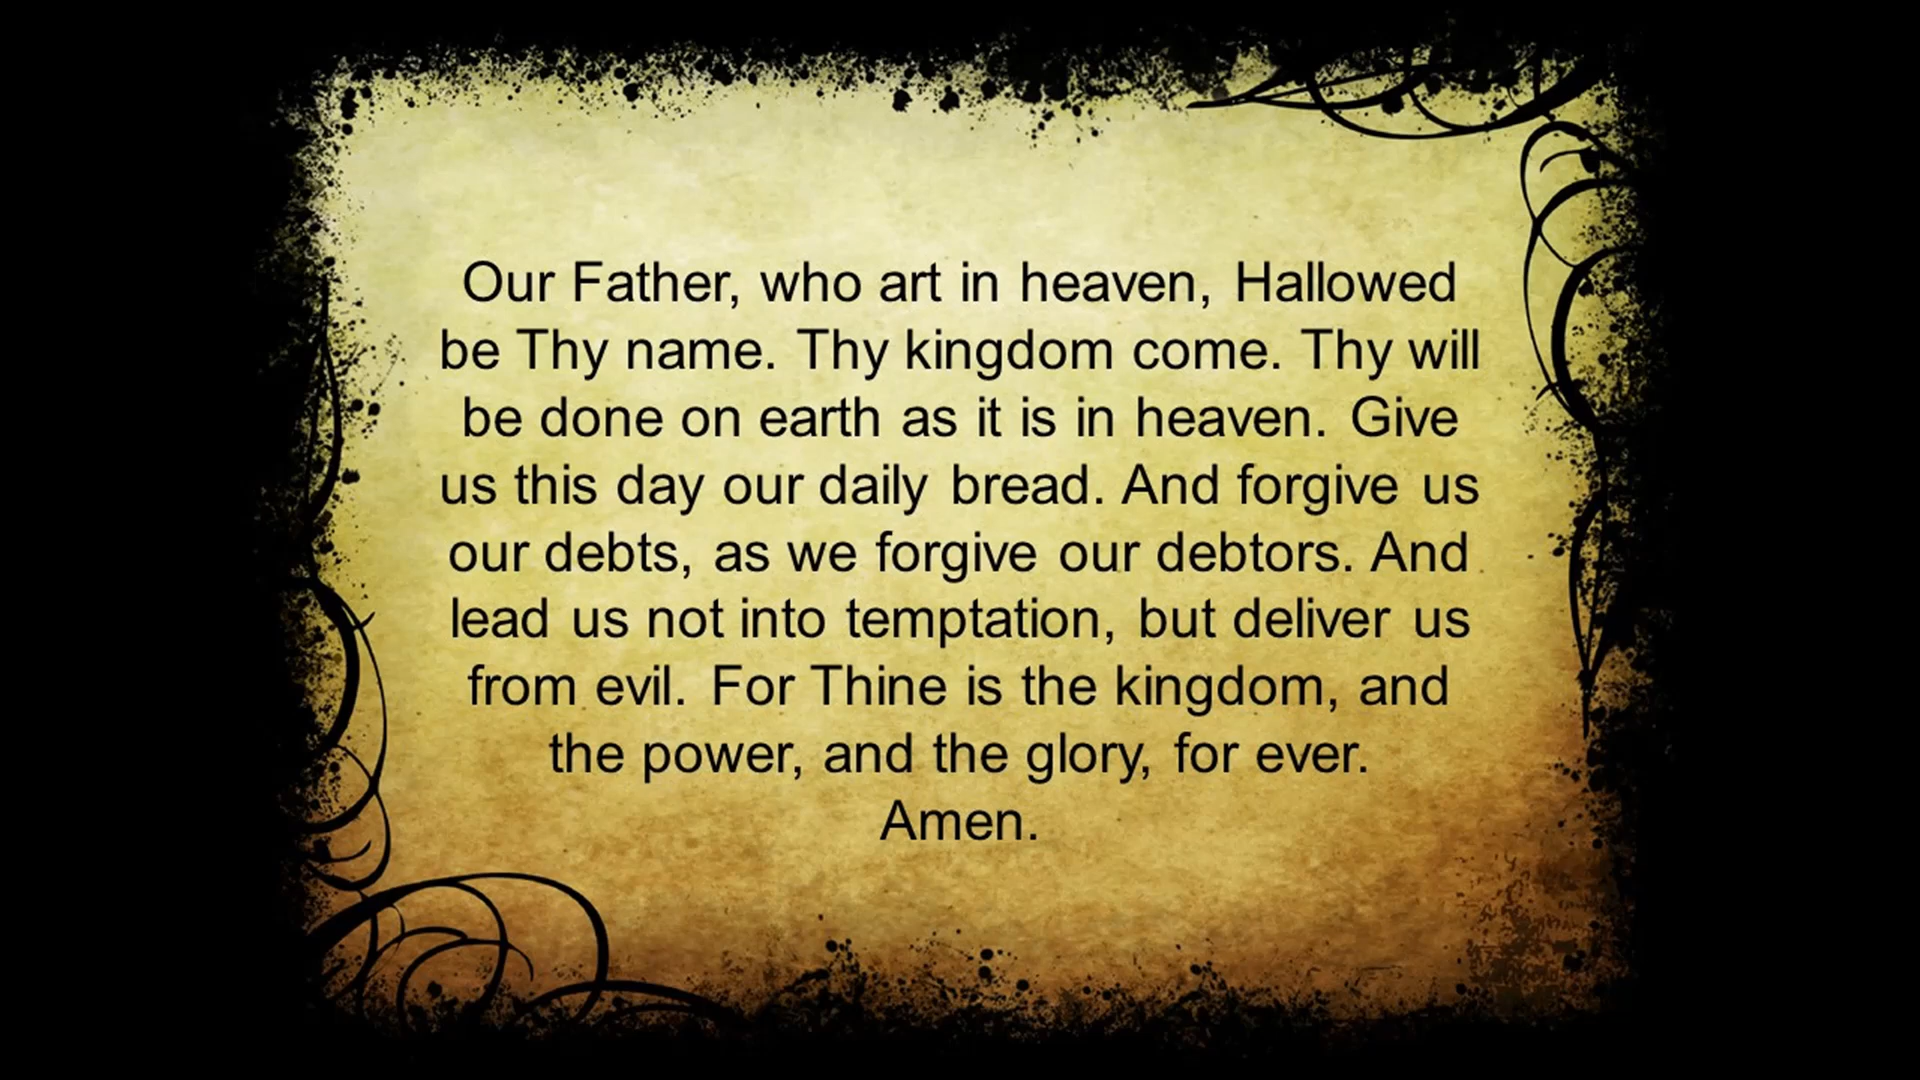 Our Father, who art in heaven, Hallowed
be Thy name. Thy kingdom come. Thy will
be done on earth as it is in heaven. Give
us this day our daily bread. And forgive us
our debts, as we forgive our debtors. And
lead us not into temptation, but deliver us
from evil. For Thine is the kingdom, and
the power, and the glory, for ever.
Amen.